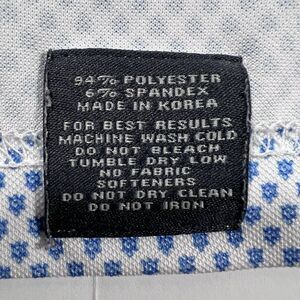 94% POLYESTER
6% SPANDEX
MADE IN KOREA
FOR BEST RESULTS
MACHINE WASH COLD
DO NOT BLEACH
TUMBLE DRY LOW
NO FABRIC
SOFTENERS
DO NOT DRY CLEAN
DO NOT IRON